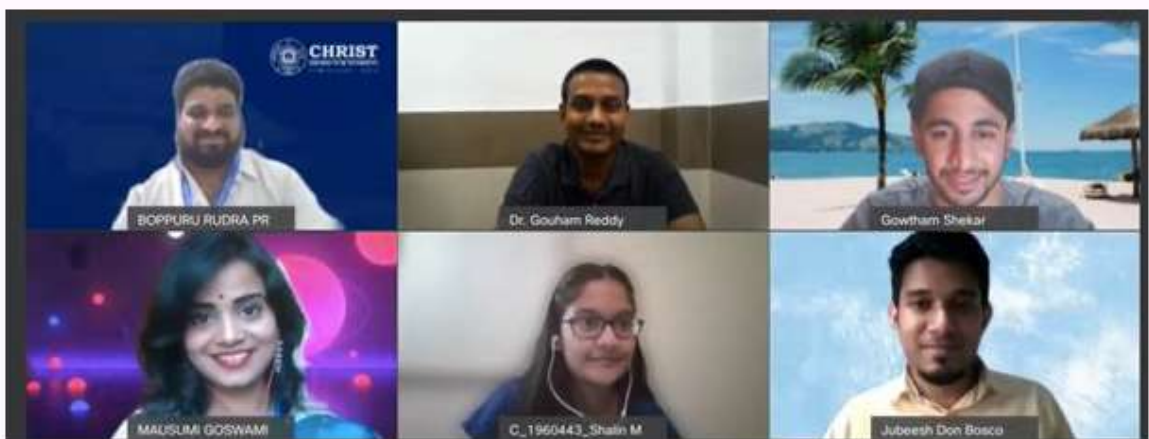 CHRIST
BOPPURU RUDRA PR
Dr. Gouham Reddy
Gowtham Shekar
MAUSUMI GOSWAMI
C_1960443_Shalin M
Jubeesh Don Bosco